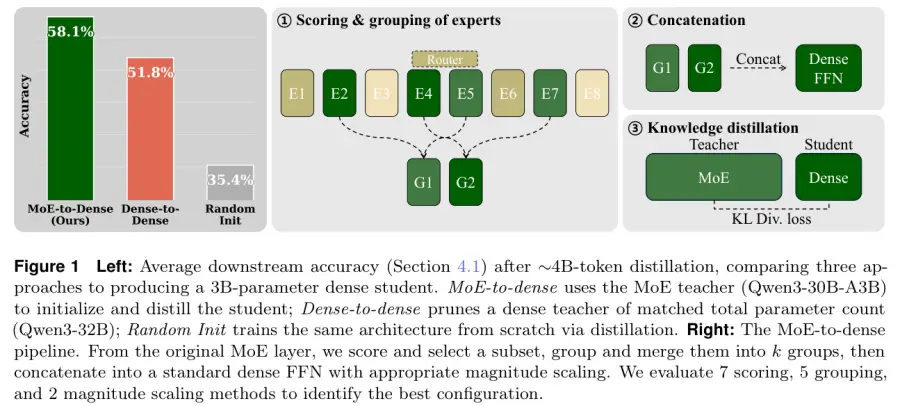 58.1%
51.8%
35.4%
Accuracy
MoE-to-Dense
(Ours)
Dense-to-
Dense
Random
Init
① Scoring & grouping of experts
Router
E1 E2 E3 E4 E5 E6 E7 E8
G1 G2
② Concatenation
G1 G2 Concat Dense
FFN
③ Knowledge distillation
Teacher Student
MoE Dense
KL Div. loss
Figure 1 Left: Average downstream accuracy (Section 4.1) after ∼4B-token distillation, comparing three ap-
proaches to producing a 3B-parameter dense student. MoE-to-dense uses the MoE teacher (Qwen3-30B-A3B)
to initialize and distill the student; Dense-to-dense prunes a dense teacher of matched total parameter count
(Qwen3-32B); Random Init trains the same architecture from scratch via distillation. Right: The MoE-to-dense
pipeline. From the original MoE layer, we score and select a subset, group and merge them into k groups, then
concatenate into a standard dense FFN with appropriate magnitude scaling. We evaluate 7 scoring, 5 grouping,
and 2 magnitude scaling methods to identify the best configuration.